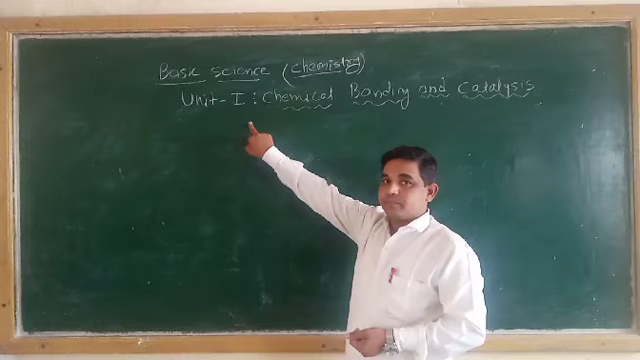 Basic science (chemistry)
Unit-I: Chemical Bonding and Catalysis